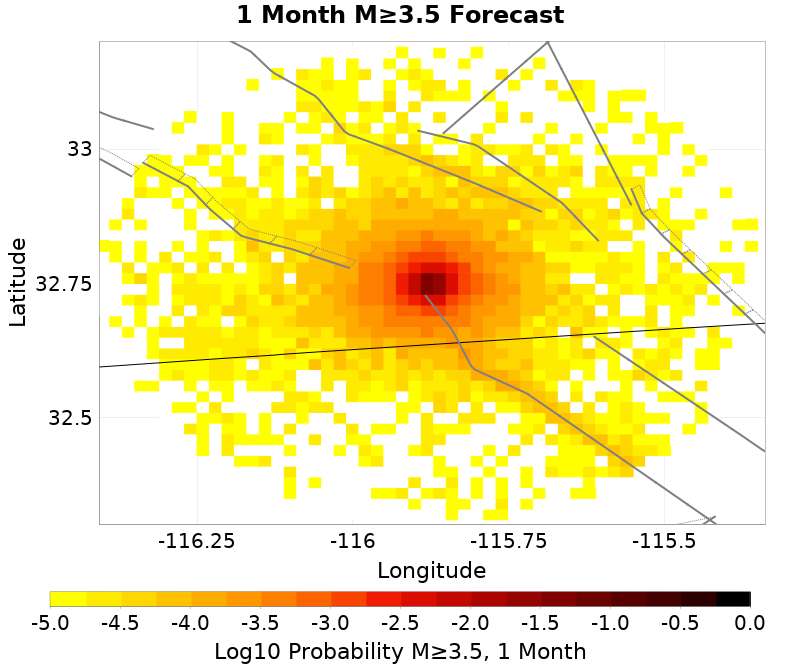 1 Month M≥3.5 Forecast
33
32.75
32.5
Latitude
-116.25 -116 -115.75 -115.5
Longitude
-5.0 -4.5 -4.0 -3.5 -3.0 -2.5 -2.0 -1.5 -1.0 -0.5 0.0
Log10 Probability M≥3.5, 1 Month